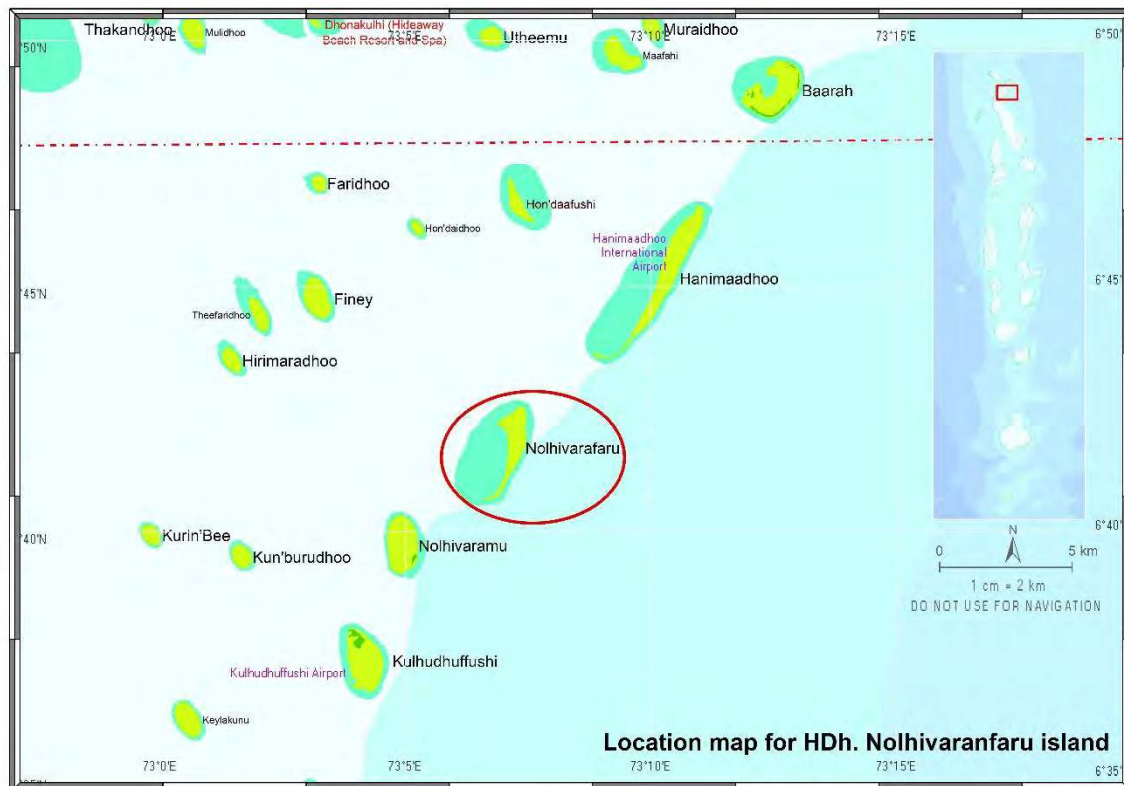 Thakandhoo
73°0'E
Mulidhoo
Dhonakulhi (Hideaway
Beach Resort and Spa)
73°5'E
Utheemu
Maafahi
Muraidhoo
73°10'E
73°15'E
6°50'
°50'N
Baarah
Faridhoo
Hon'daafushi
Hon'daidhoo
Hanimaadhoo
International
Airport
Hanimaadhoo
°45'N
6°45'
Finey
Theefaridhoo
Hirimaradhoo
Nolhivarafaru
Kurin'Bee
Kun'burudhoo
Nolhivaramu
°40'N
6°40'
N
0
5 km
1 cm = 2 km
DO NOT USE FOR NAVIGATION
Kulhudhuffushi
Kulhudhuffushi Airport
Keylakunu
Location map for HDh. Nolhivaranfaru island
73°0'E
73°5'E
73°10'E
73°15'E
6°35'